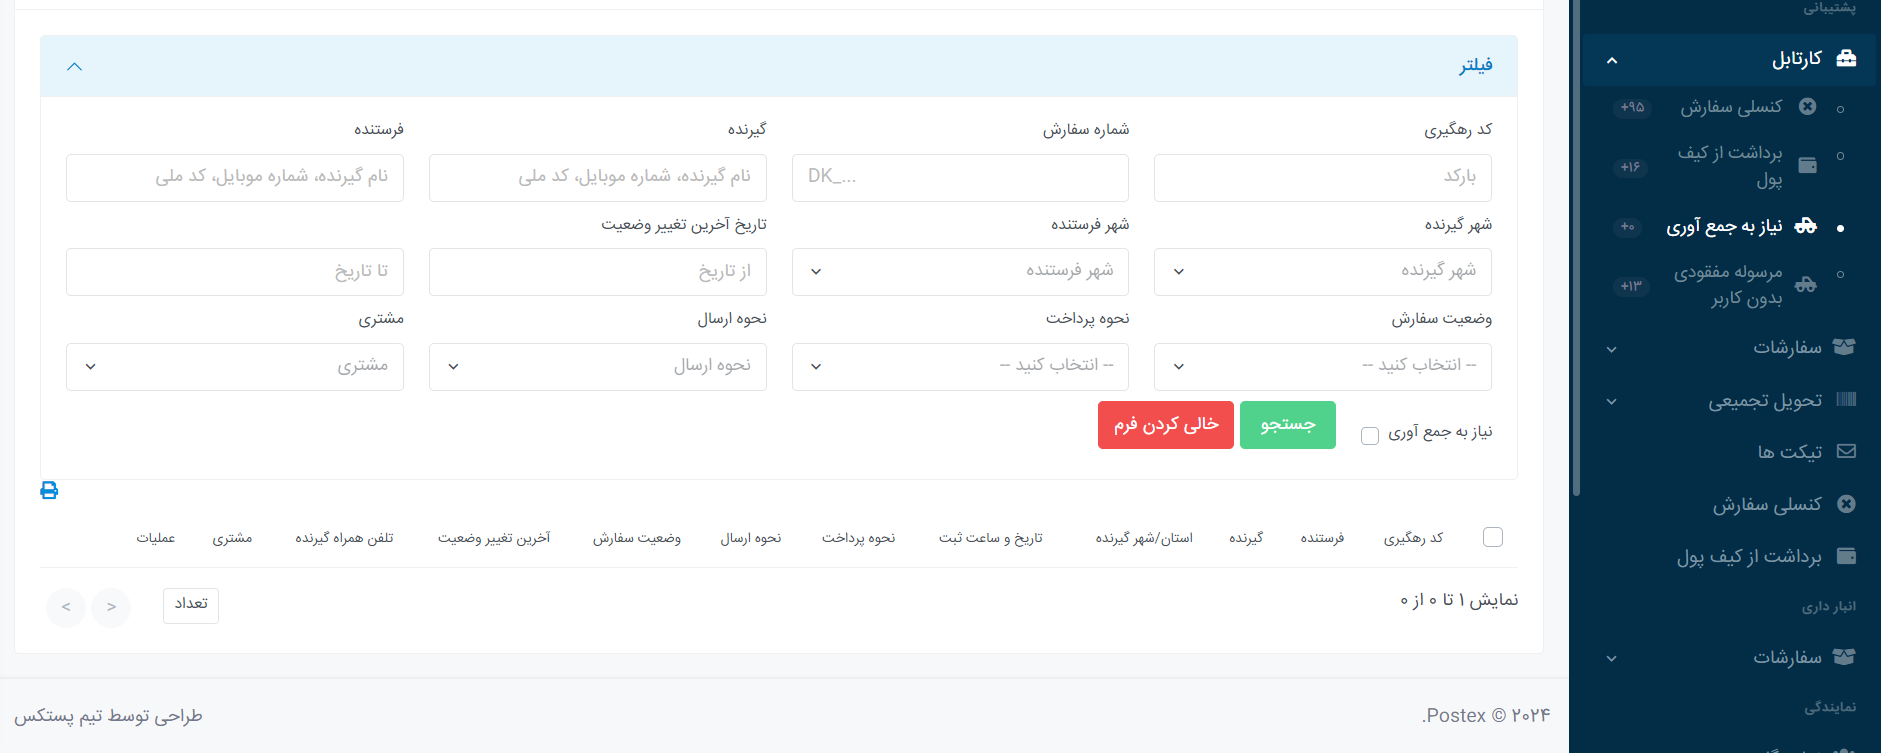 پشتیبانی
کارتابل
کنسلی سفارش
+۹۵
برداشت از کیف
پول
+۱۶
نیاز به جمع آوری
+۰
مرسوله مفقودی
بدون کاربر
+۱۳
سفارشات
تحویل تجمیعی
تیکت ها
کنسلی سفارش
برداشت از کیف پول
انبار داری
سفارشات
نمایندگی
فیلتر
کد رهگیری
شماره سفارش
گیرنده
فرستنده
بارکد
DK_...
نام گیرنده، شماره موبایل، کد ملی
نام گیرنده، شماره موبایل، کد ملی
شهر گیرنده
شهر فرستنده
تاریخ آخرین تغییر وضعیت
شهر گیرنده
شهر فرستنده
از تاریخ
تا تاریخ
وضعیت سفارش
نحوه پرداخت
نحوه ارسال
مشتری
-- انتخاب کنید --
-- انتخاب کنید --
نحوه ارسال
مشتری
نیاز به جمع آوری
جستجو
خالی کردن فرم
کد رهگیری
فرستنده
گیرنده
استان/شهر گیرنده
تاریخ و ساعت ثبت
نحوه پرداخت
نحوه ارسال
وضعیت سفارش
آخرین تغییر وضعیت
تلفن همراه گیرنده
مشتری
عملیات
نمایش ۱ تا ۰ از ۰
تعداد
۲۰۲۴ © Postex.
طراحی توسط تیم پستکس